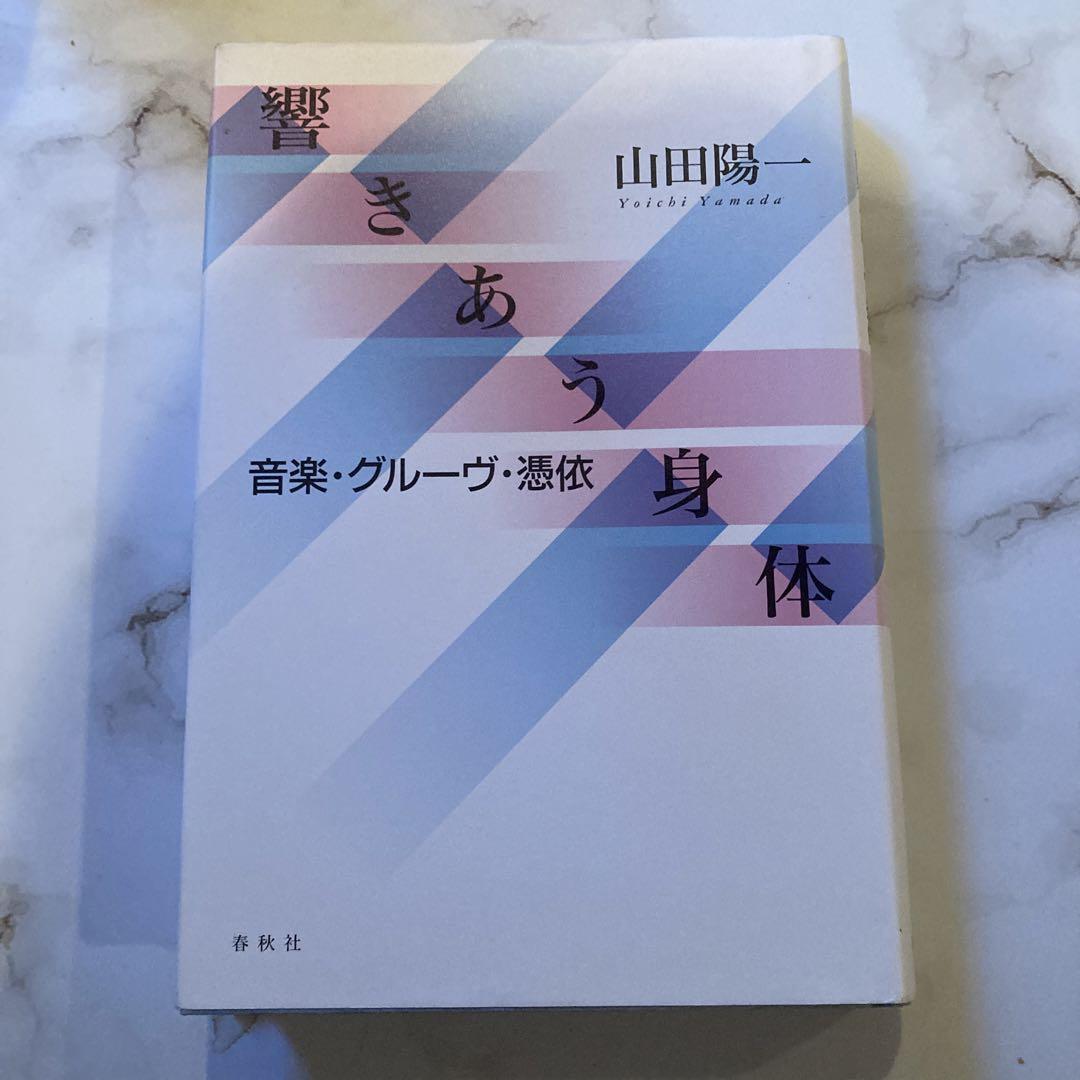 響きあう身体
山田陽一
Yoichi Yamada
音楽・グルーヴ・憑依
春秋社